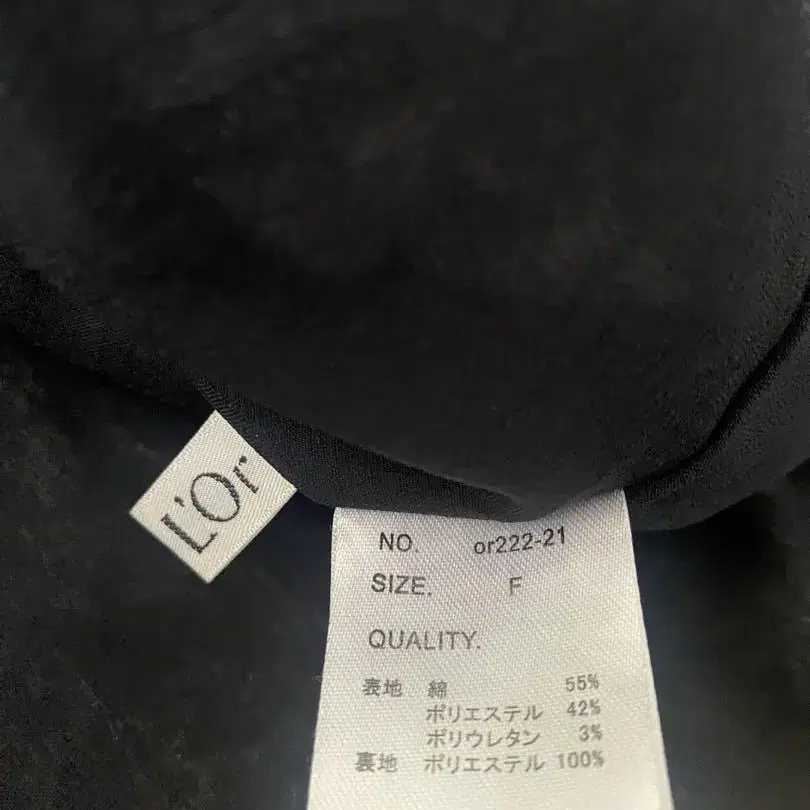 L'Or
NO. or222-21
SIZE. F
QUALITY.
表地 綿 55%
ポリエステル 42%
ポリウレタン 3%
裏地 ポリエステル 100%